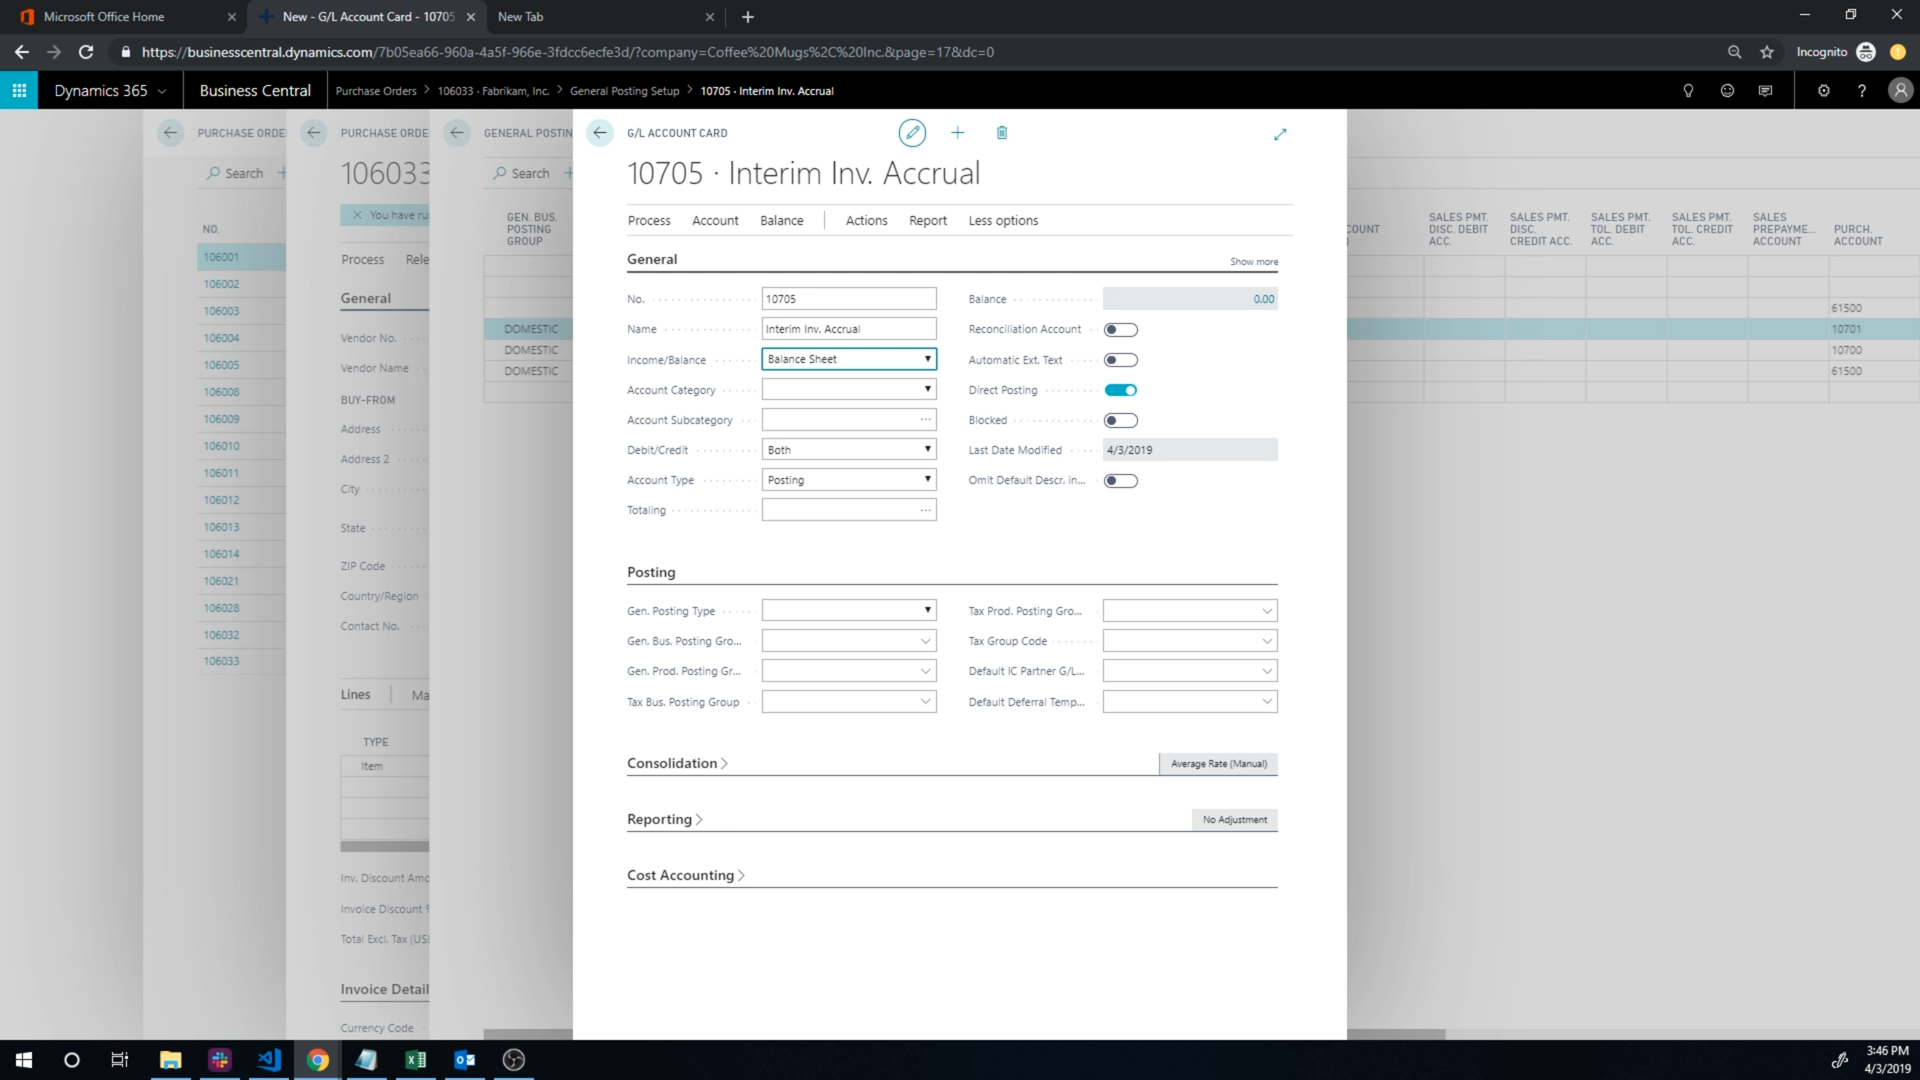 Microsoft Office Home
New - G/L Account Card - 10705
New Tab
https://businesscentral.dynamics.com/7b05ea66-960a-4a5f-966e-3fdcc6ecfe3d/?company=Coffee%20Mugs%2C%20Inc.&page=17&dc=0
Incognito
Dynamics 365
Business Central
Purchase Orders > 106033 · Fabrikam, Inc. > General Posting Setup > 10705 · Interim Inv. Accrual
PURCHASE ORDE
Search
NO.
106001
106002
106003
106004
106005
106008
106009
106010
106011
106012
106013
106014
106021
106028
106032
106033
PURCHASE ORDE
106033
You have ru
Process Rele
General
Vendor No.
Vendor Name
BUY-FROM
Address
Address 2
City
State
ZIP Code
Country/Region
Contact No.
Lines Ma
TYPE
Item
Inv. Discount Amo
Invoice Discount %
Total Excl. Tax (USI
Invoice Detail
Currency Code
GENERAL POSTIN
Search
GEN. BUS.
POSTING
GROUP
DOMESTIC
DOMESTIC
DOMESTIC
G/L ACCOUNT CARD
10705 · Interim Inv. Accrual
Process Account Balance Actions Report Less options
General
Show more
No. 10705
Name Interim Inv. Accrual
Income/Balance Balance Sheet
Account Category
Account Subcategory
Debit/Credit Both
Account Type Posting
Totaling
Balance 0.00
Reconciliation Account
Automatic Ext. Text
Direct Posting
Blocked
Last Date Modified 4/3/2019
Omit Default Descr. in...
Posting
Gen. Posting Type
Gen. Bus. Posting Gro...
Gen. Prod. Posting Gr...
Tax Bus. Posting Group
Tax Prod. Posting Gro...
Tax Group Code
Default IC Partner G/L...
Default Deferral Temp...
Consolidation
Average Rate (Manual)
Reporting
No Adjustment
Cost Accounting
COUNT
)
SALES PMT.
DISC. DEBIT
ACC.
SALES PMT.
DISC.
CREDIT ACC.
SALES PMT.
TOL. DEBIT
ACC.
SALES PMT.
TOL. CREDIT
ACC.
SALES
PREPAYME...
ACCOUNT
PURCH.
ACCOUNT
61500
10701
10700
61500
3:46 PM
4/3/2019